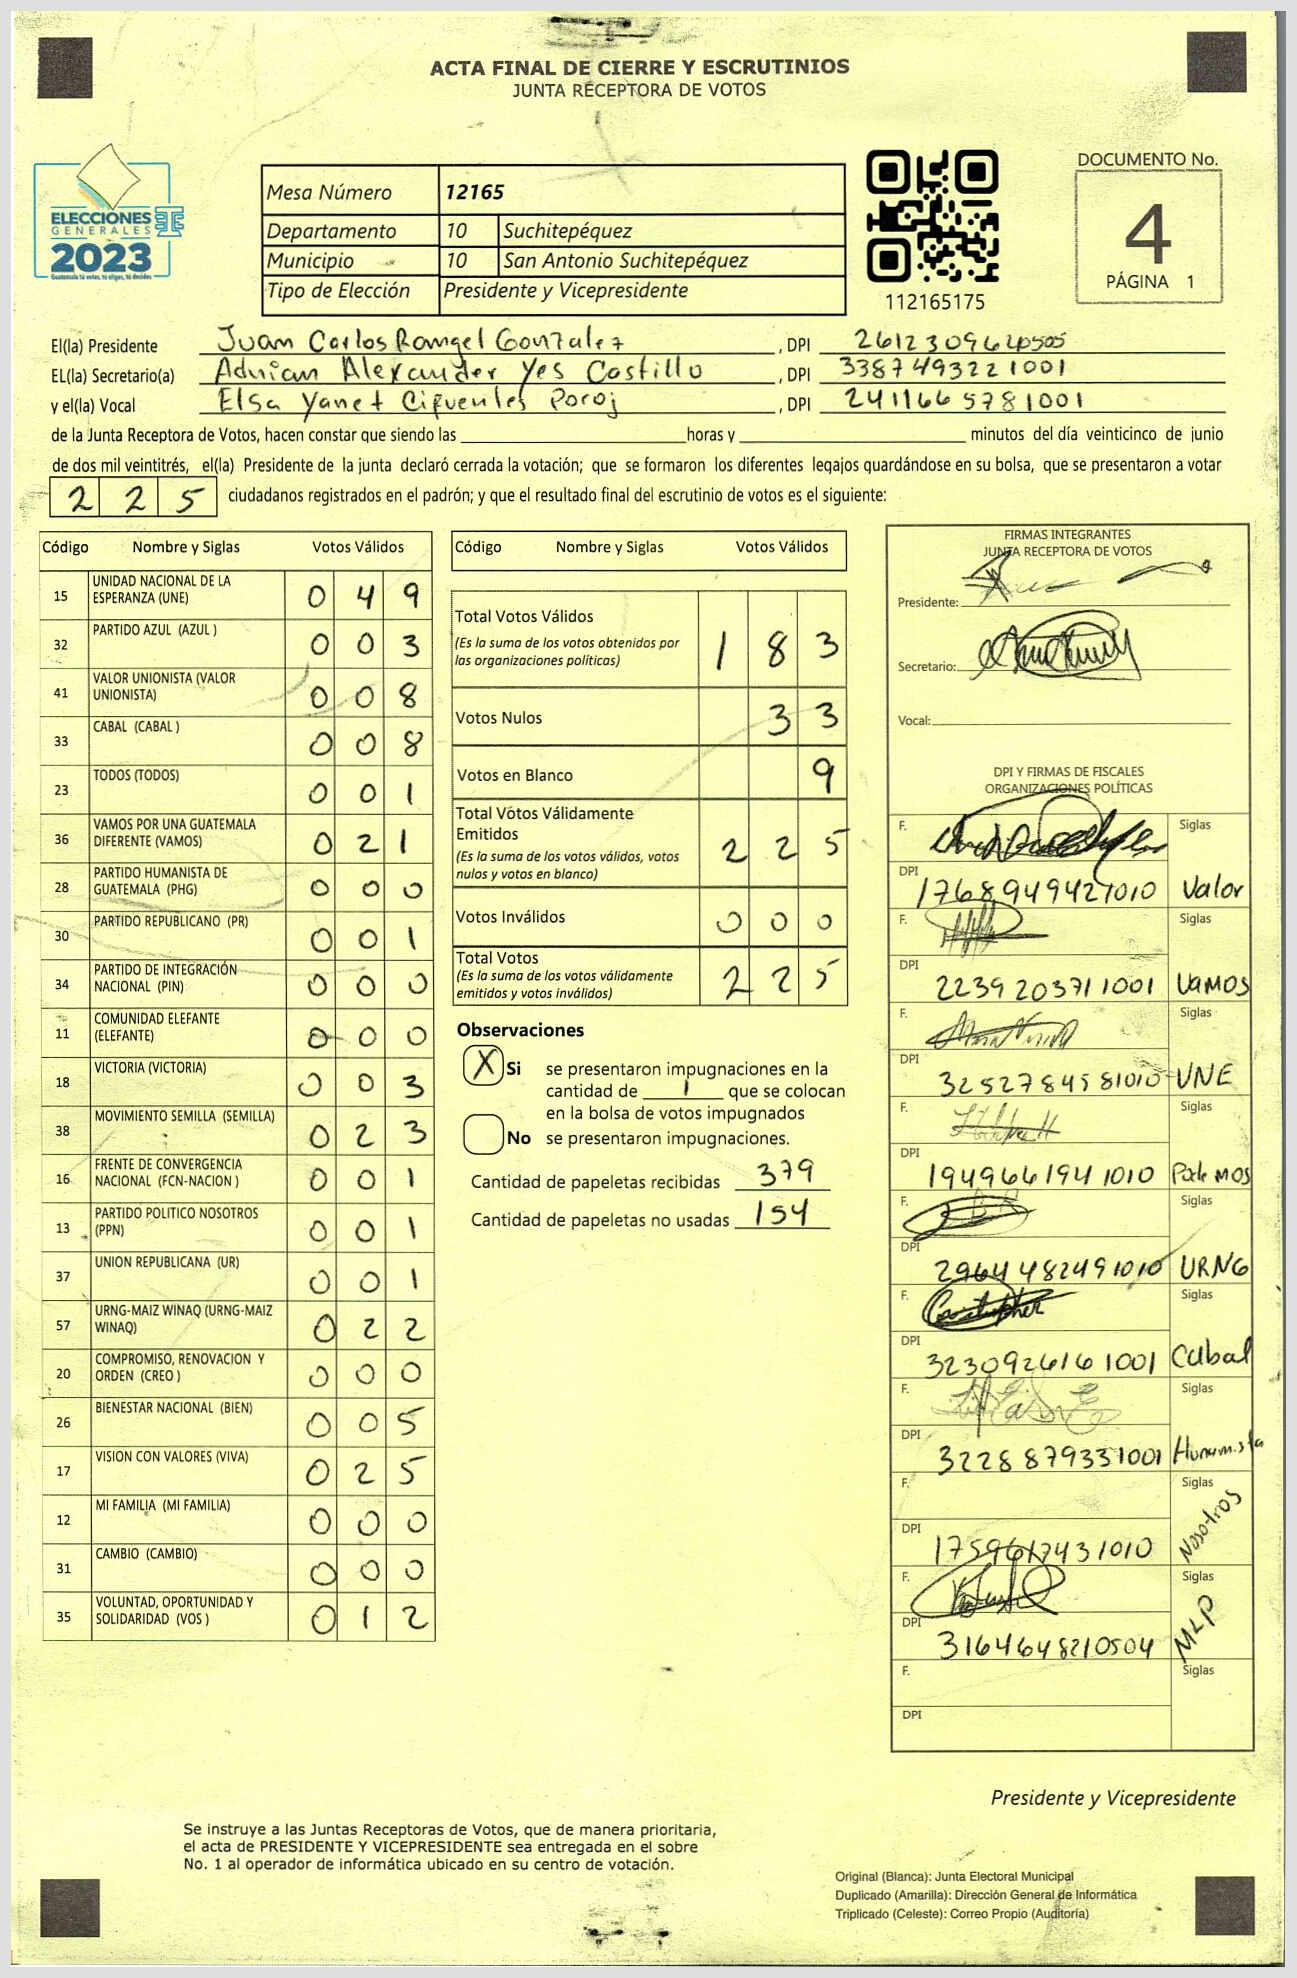 ACTA FINAL DE CIERRE Y ESCRUTINIOS
JUNTA RECEPTORA DE VOTOS
ELECCIONES
GENERALES
2023
Guatemala tú votas, tú eliges, tú decides
Mesa Número 12165
Departamento 10 Suchitepéquez
Municipio 10 San Antonio Suchitepéquez
Tipo de Elección Presidente y Vicepresidente
112165175
DOCUMENTO No.
4
PÁGINA 1
El(la) Presidente Juan Carlos Rangel Gonzalez, DPI
EL(la) Secretario(a) Adrian Alexander Yes Castillo, DPI 3387493221001
y el(la) Vocal Elsa Yanet Cifuentes Poroj, DPI 2411665781001
de la Junta Receptora de Votos, hacen constar que siendo las ____ horas y ____ minutos del día veinticinco de junio
de dos mil veintitrés, el(la) Presidente de la junta declaró cerrada la votación; que se formaron los diferentes legajos guardándose en su bolsa, que se presentaron a votar
225 ciudadanos registrados en el padrón; y que el resultado final del escrutinio de votos es el siguiente:
Código Nombre y Siglas Votos Válidos
15 UNIDAD NACIONAL DE LA ESPERANZA (UNE) 0 4 9
32 PARTIDO AZUL (AZUL ) 0 0 3
41 VALOR UNIONISTA (VALOR UNIONISTA) 0 0 8
33 CABAL (CABAL ) 0 0 8
23 TODOS (TODOS) 0 0 1
36 VAMOS POR UNA GUATEMALA DIFERENTE (VAMOS) 0 2 1
28 PARTIDO HUMANISTA DE GUATEMALA (PHG) 0 0 0
30 PARTIDO REPUBLICANO (PR) 0 0 1
34 PARTIDO DE INTEGRACIÓN NACIONAL (PIN) 0 0 0
11 COMUNIDAD ELEFANTE (ELEFANTE) 0 0 0
18 VICTORIA (VICTORIA) 0 0 3
38 MOVIMIENTO SEMILLA (SEMILLA) 0 2 3
16 FRENTE DE CONVERGENCIA NACIONAL (FCN-NACION ) 0 0 1
13 PARTIDO POLITICO NOSOTROS (PPN) 0 0 1
37 UNION REPUBLICANA (UR) 0 0 1
57 URNG-MAIZ WINAQ (URNG-MAIZ WINAQ) 0 2 2
20 COMPROMISO, RENOVACION Y ORDEN (CREO ) 0 0 0
26 BIENESTAR NACIONAL (BIEN) 0 0 5
17 VISION CON VALORES (VIVA) 0 2 5
12 MI FAMILIA (MI FAMILIA) 0 0 0
31 CAMBIO (CAMBIO) 0 0 0
35 VOLUNTAD, OPORTUNIDAD Y SOLIDARIDAD (VOS ) 0 1 2
Código Nombre y Siglas Votos Válidos
Total Votos Válidos 1 8 3
(Es la suma de los votos obtenidos por
las organizaciones políticas)
Votos Nulos 3 3
Votos en Blanco 9
Total Votos Válidamente
Emitidos 2 2 5
(Es la suma de los votos válidos, votos
nulos y votos en blanco)
Votos Inválidos 0 0 0
Total Votos 2 2 5
(Es la suma de los votos válidamente
emitidos y votos inválidos)
Observaciones
X Si se presentaron impugnaciones en la
cantidad de 1 que se colocan
en la bolsa de votos impugnados
No se presentaron impugnaciones.
Cantidad de papeletas recibidas 379
Cantidad de papeletas no usadas 154
FIRMAS INTEGRANTES
JUNTA RECEPTORA DE VOTOS
Presidente:
Secretario:
Vocal:
DPI Y FIRMAS DE FISCALES
ORGANIZACIONES POLÍTICAS
F. Siglas
DPI 1768949421010 Valor
F. Siglas
DPI 2239203711001 Vamos
F. Siglas
DPI 3252784581010 UNE
F. Siglas
DPI 1949661941010 Podemos
F. Siglas
DPI 2964482491010 URNG
F. Siglas
DPI 3230926161001 Cabal
F. Siglas
DPI 3228879331001 Humanista
F. Siglas
DPI 1759617431010 Nosotros
F. Siglas
DPI 3164648210504 MLP
F. Siglas
DPI
Presidente y Vicepresidente
Se instruye a las Juntas Receptoras de Votos, que de manera prioritaria,
el acta de PRESIDENTE Y VICEPRESIDENTE sea entregada en el sobre
No. 1 al operador de informática ubicado en su centro de votación.
Original (Blanca): Junta Electoral Municipal
Duplicado (Amarilla): Dirección General de Informática
Triplicado (Celeste): Correo Propio (Auditoría)